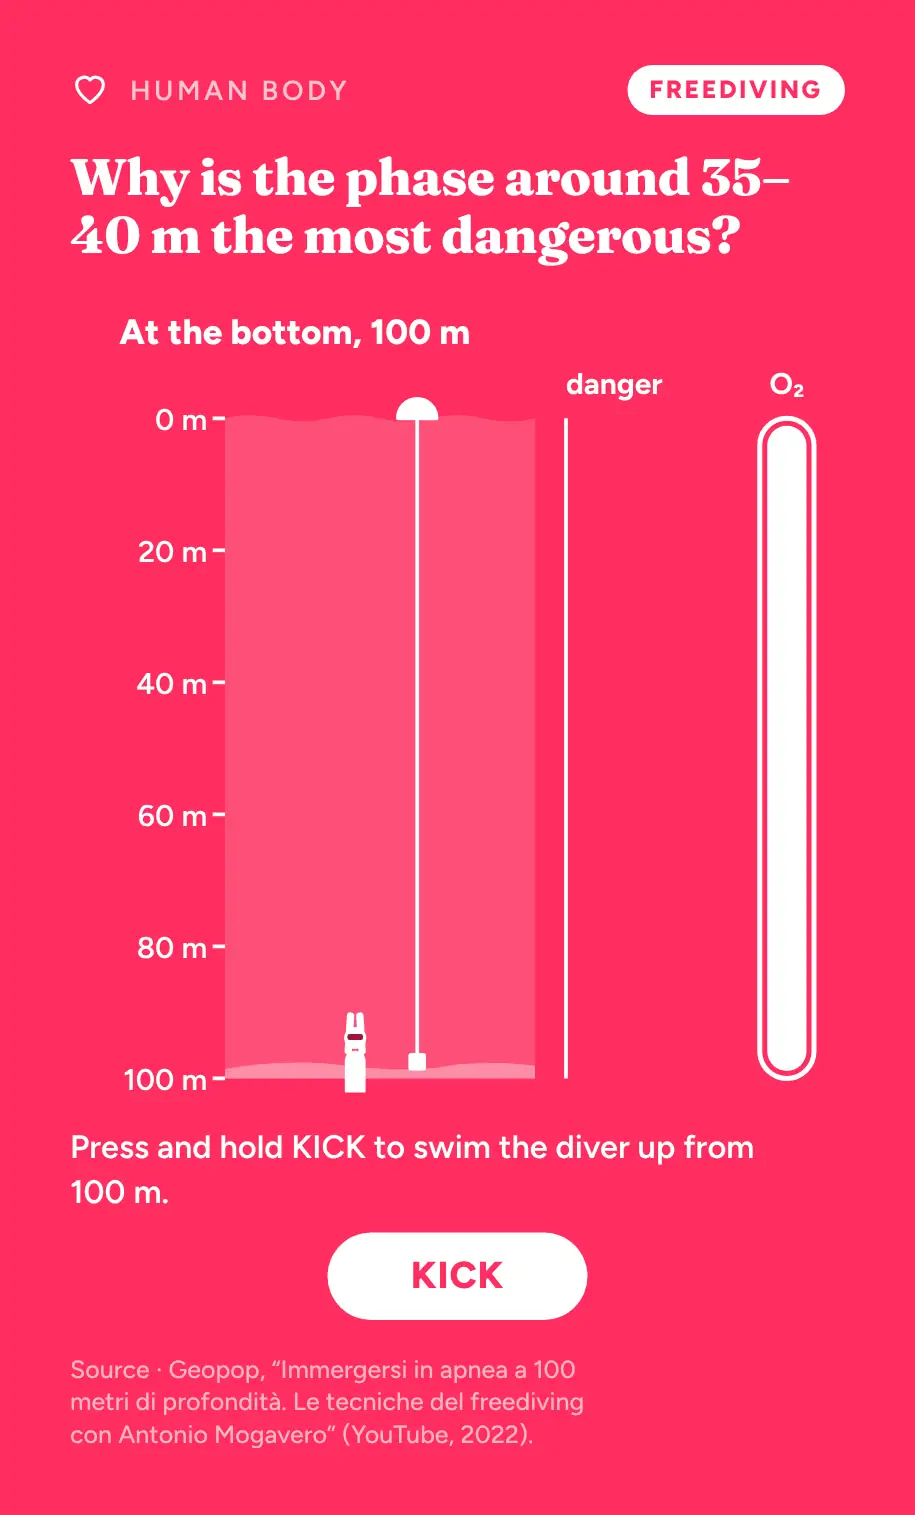 HUMAN BODY
FREEDIVING
Why is the phase around 35–
40 m the most dangerous?
At the bottom, 100 m
danger
O₂
0 m
20 m
40 m
60 m
80 m
100 m
Press and hold KICK to swim the diver up from
100 m.
KICK
Source · Geopop, “Immergersi in apnea a 100
metri di profondità. Le tecniche del freediving
con Antonio Mogavero” (YouTube, 2022).